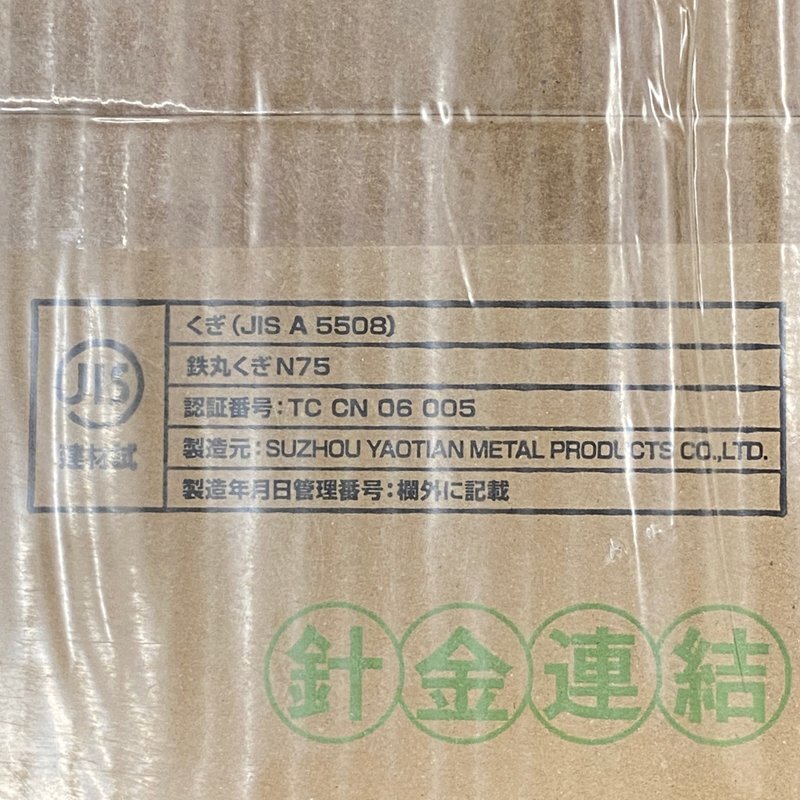 くぎ(JIS A 5508)
鉄丸くぎN75
認証番号:TC CN 06 005
製造元:SUZHOU YAOTIAN METAL PRODUCTS CO.,LTD.
製造年月日管理番号:欄外に記載
JIS
建材試
針金連結